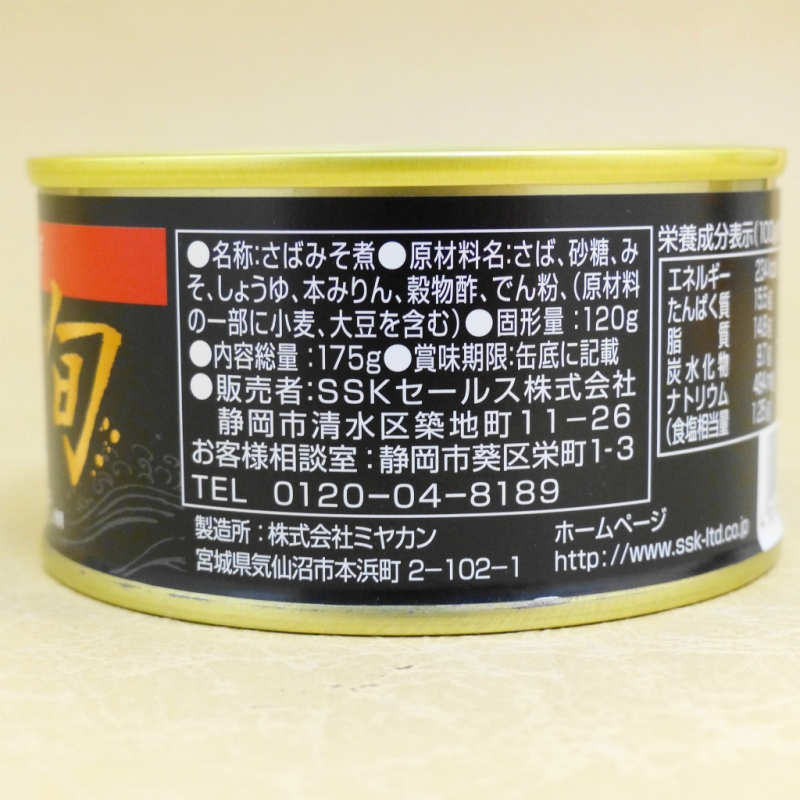 旬
●名称:さばみそ煮●原材料名:さば、砂糖、み
そ、しょうゆ、本みりん、穀物酢、でん粉、(原材料
の一部に小麦、大豆を含む)●固形量:120g
●内容総量:175g●賞味期限:缶底に記載
●販売者:SSKセールス株式会社
静岡市清水区築地町11-26
お客様相談室:静岡市葵区栄町1-3
TEL 0120-04-8189
製造所:株式会社ミヤカン
宮城県気仙沼市本浜町2-102-1
ホームページ
http://www.ssk-ltd.co.jp
栄養成分表示(100g
エネルギー
たんぱく質
脂質
炭水化物
ナトリウム
(食塩相当量